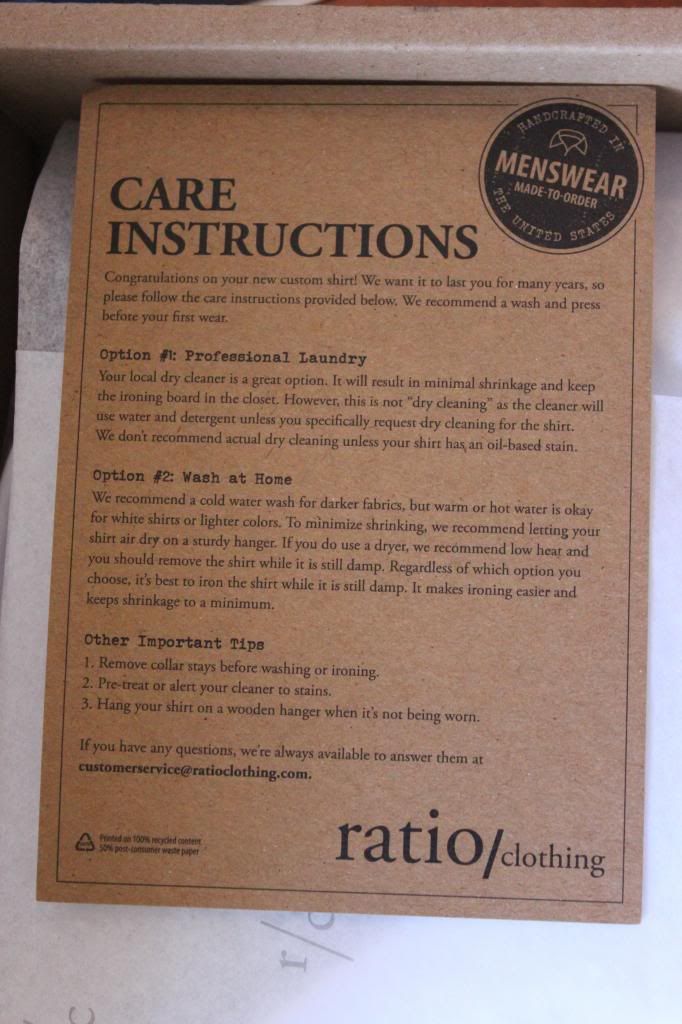 HANDCRAFTED IN
MENSWEAR
MADE-TO-ORDER
THE UNITED STATES
CARE
INSTRUCTIONS
Congratulations on your new custom shirt! We want it to last you for many years, so
please follow the care instructions provided below. We recommend a wash and press
before your first wear.
Option #1: Professional Laundry
Your local dry cleaner is a great option. It will result in minimal shrinkage and keep
the ironing board in the closet. However, this is not “dry cleaning” as the cleaner will
use water and detergent unless you specifically request dry cleaning for the shirt.
We don’t recommend actual dry cleaning unless your shirt has an oil-based stain.
Option #2: Wash at Home
We recommend a cold water wash for darker fabrics, but warm or hot water is okay
for white shirts or lighter colors. To minimize shrinking, we recommend letting your
shirt air dry on a sturdy hanger. If you do use a dryer, we recommend low heat and
you should remove the shirt while it is still damp. Regardless of which option you
choose, it’s best to iron the shirt while it is still damp. It makes ironing easier and
keeps shrinkage to a minimum.
Other Important Tips
1. Remove collar stays before washing or ironing.
2. Pre-treat or alert your cleaner to stains.
3. Hang your shirt on a wooden hanger when it’s not being worn.
If you have any questions, we’re always available to answer them at
customerservice@ratioclothing.com.
Printed on 100% recycled content
50% post-consumer waste paper
ratio/clothing
r/c
c